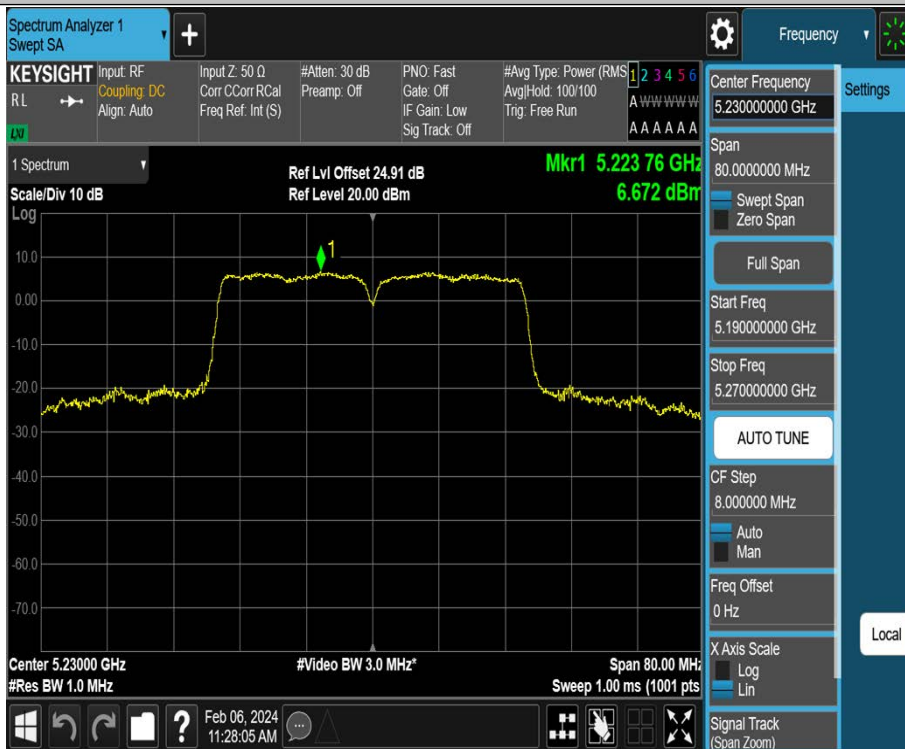 Spectrum Analyzer 1
Swept SA
+
Frequency
KEYSIGHT
R L
LXI
Input: RF
Coupling: DC
Align: Auto
Input Z: 50 Ω
Corr CCorr RCal
Freq Ref: Int (S)
#Atten: 30 dB
Preamp: Off
PNO: Fast
Gate: Off
IF Gain: Low
Sig Track: Off
#Avg Type: Power (RMS
Avg|Hold: 100/100
Trig: Free Run
1 2 3 4 5 6
A W W W W W
A A A A A A
1 Spectrum
Scale/Div 10 dB
Log
Ref Lvl Offset 24.91 dB
Ref Level 20.00 dBm
Mkr1 5.223 76 GHz
6.672 dBm
1
10.0
0.00
-10.0
-20.0
-30.0
-40.0
-50.0
-60.0
-70.0
Center 5.23000 GHz
#Res BW 1.0 MHz
#Video BW 3.0 MHz*
Span 80.00 MHz
Sweep 1.00 ms (1001 pts
?
Feb 06, 2024
11:28:05 AM
Center Frequency
5.230000000 GHz
Span
80.0000000 MHz
Swept Span
Zero Span
Full Span
Start Freq
5.190000000 GHz
Stop Freq
5.270000000 GHz
AUTO TUNE
CF Step
8.000000 MHz
Auto
Man
Freq Offset
0 Hz
X Axis Scale
Log
Lin
Signal Track
(Span Zoom)
Settings
Local